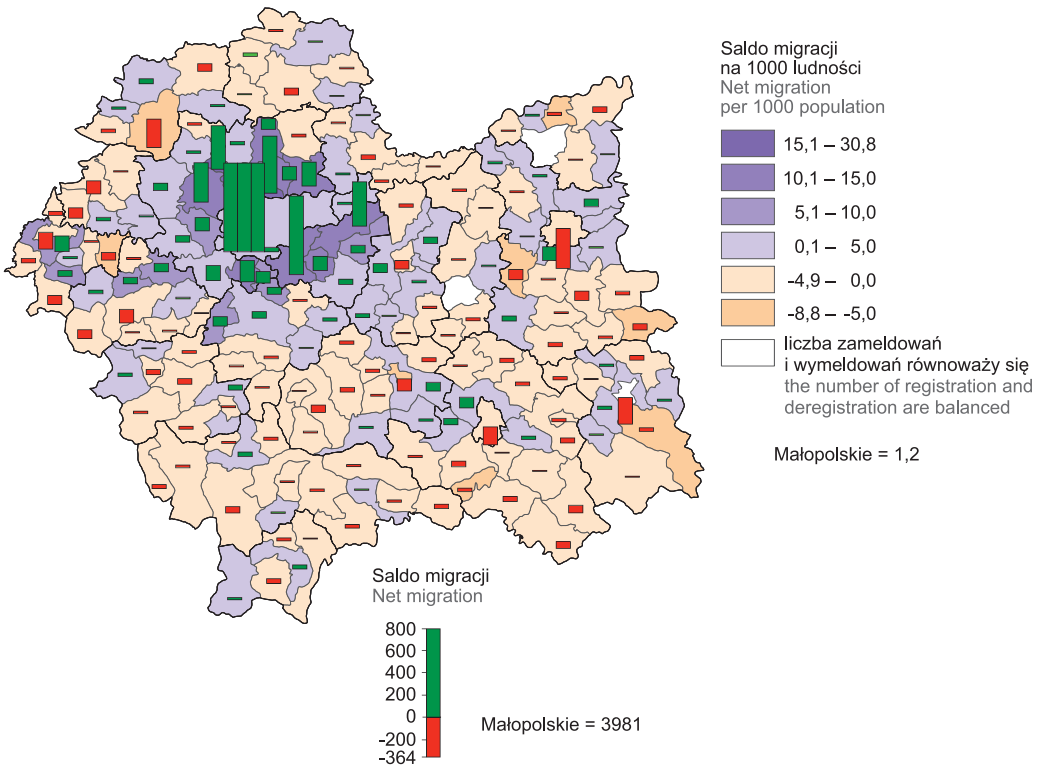 Saldo migracji
na 1000 ludności
Net migration
per 1000 population
15,1 – 30,8
10,1 – 15,0
5,1 – 10,0
0,1 – 5,0
-4,9 – 0,0
-8,8 – -5,0
liczba zameldowań
i wymeldowań równoważy się
the number of registration and
deregistration are balanced
Małopolskie = 1,2
Saldo migracji
Net migration
800
600
400
200
0
-200
-364
Małopolskie = 3981